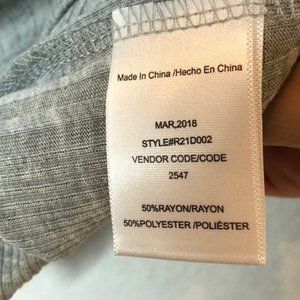 Made In China /Hecho En China
MAR,2018
STYLE#R21D002
VENDOR CODE/CODE
2547
50%RAYON/RAYON
50%POLYESTER /POLIÉSTER